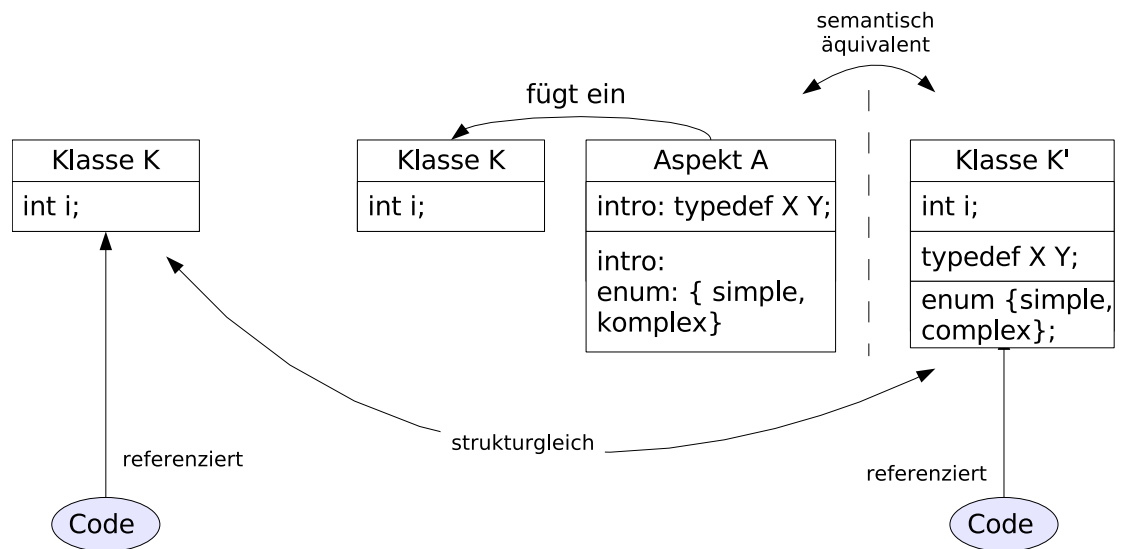 semantisch
äquivalent
fügt ein
Klasse K
int i;
Klasse K
int i;
Aspekt A
intro: typedef X Y;
intro:
enum: { simple,
komplex}
Klasse K'
int i;
typedef X Y;
enum {simple,
complex};
strukturgleich
referenziert
referenziert
Code
Code